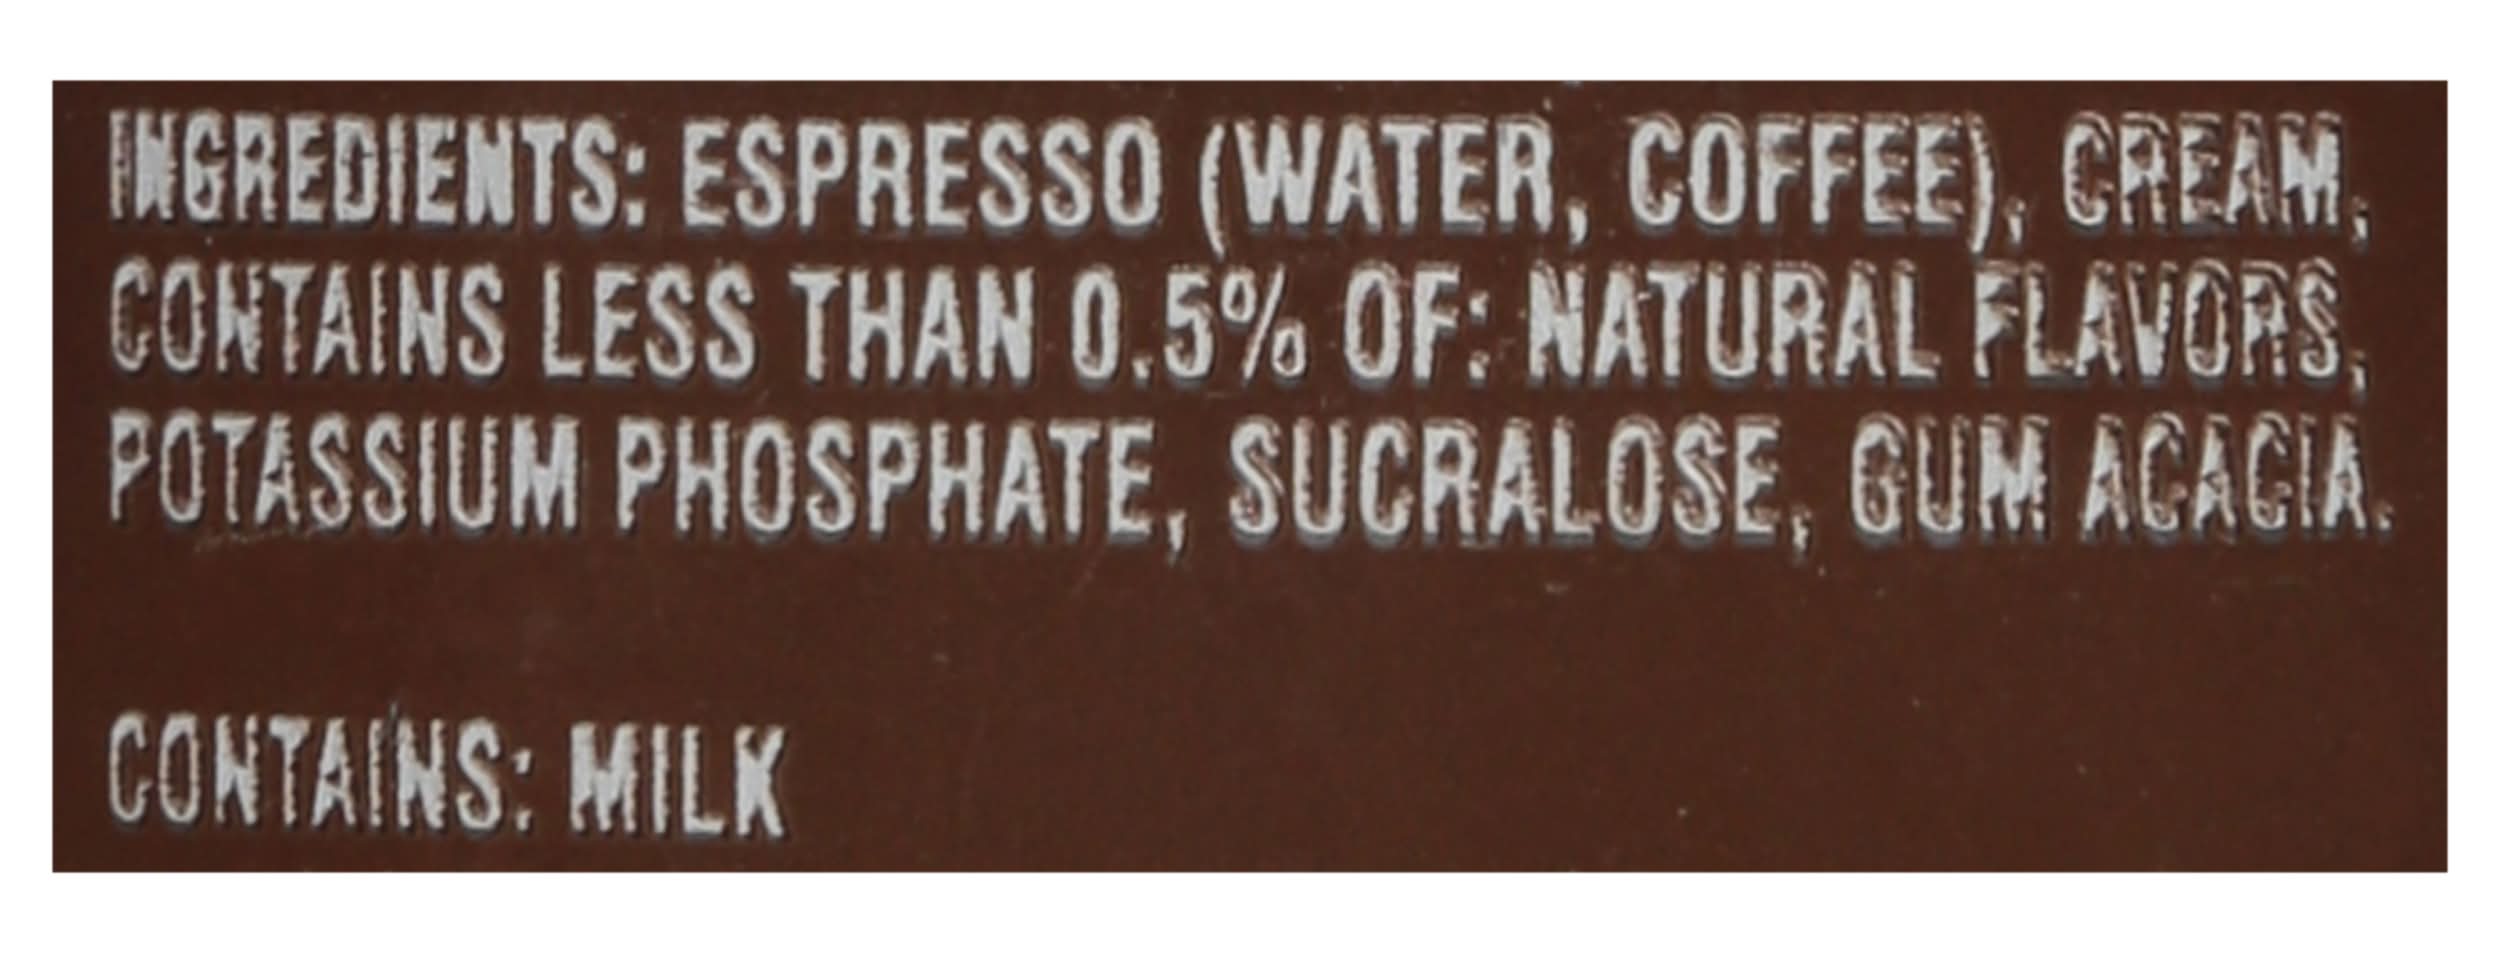 INGREDIENTS: ESPRESSO (WATER, COFFEE), CREAM,
CONTAINS LESS THAN 0.5% OF: NATURAL FLAVORS,
POTASSIUM PHOSPHATE, SUCRALOSE, GUM ACACIA.
CONTAINS: MILK